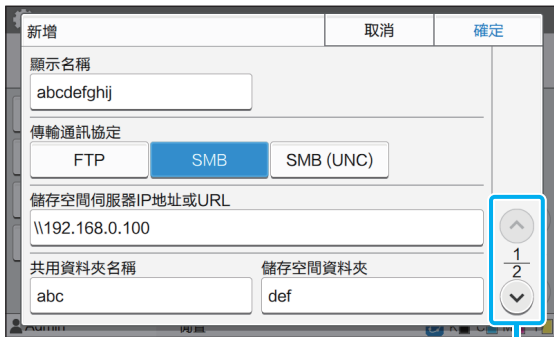 新增 取消 確定
顯示名稱
abcdefghij
傳輸通訊協定
FTP SMB SMB (UNC)
儲存空間伺服器IP地址或URL
\\192.168.0.100
共用資料夾名稱 儲存空間資料夾
abc def
1
2
Admin 閒置 K C M Y